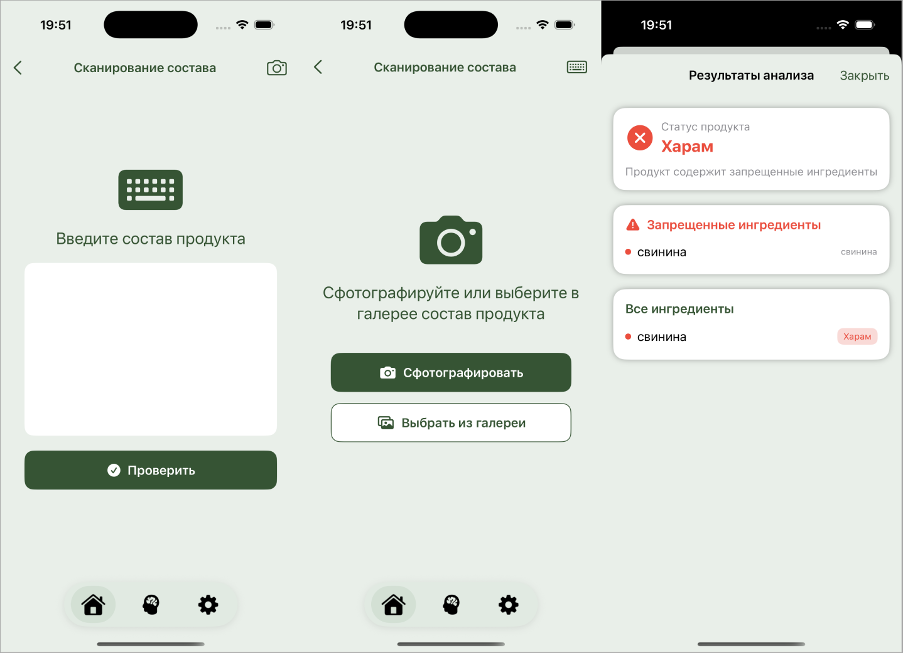 19:51
Сканирование состава
Введите состав продукта
Проверить
19:51
Сканирование состава
Сфотографируйте или выберите в
галерее состав продукта
Сфотографировать
Выбрать из галереи
19:51
Результаты анализа
Закрыть
Статус продукта
Харам
Продукт содержит запрещенные ингредиенты
Запрещенные ингредиенты
свинина
свинина
Все ингредиенты
свинина
Харам